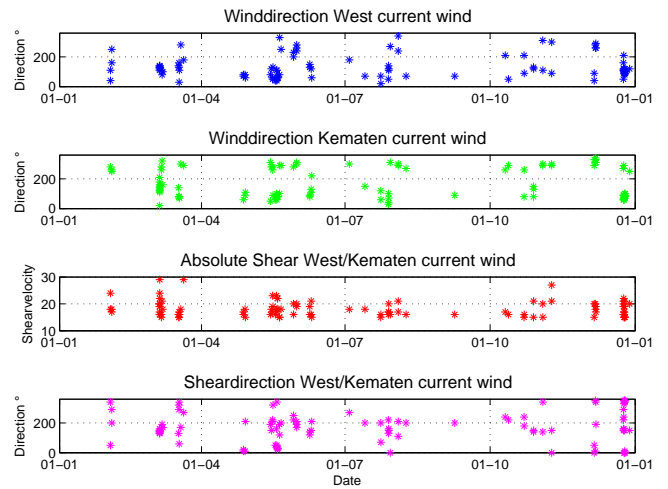 Winddirection West current wind
Direction °
200
0
01−01 01−04 01−07 01−10 01−01
Winddirection Kematen current wind
Direction °
200
0
01−01 01−04 01−07 01−10 01−01
Absolute Shear West/Kematen current wind
Shearvelocity
30
20
10
01−01 01−04 01−07 01−10 01−01
Sheardirection West/Kematen current wind
Direction °
200
0
01−01 01−04 01−07 01−10 01−01
Date